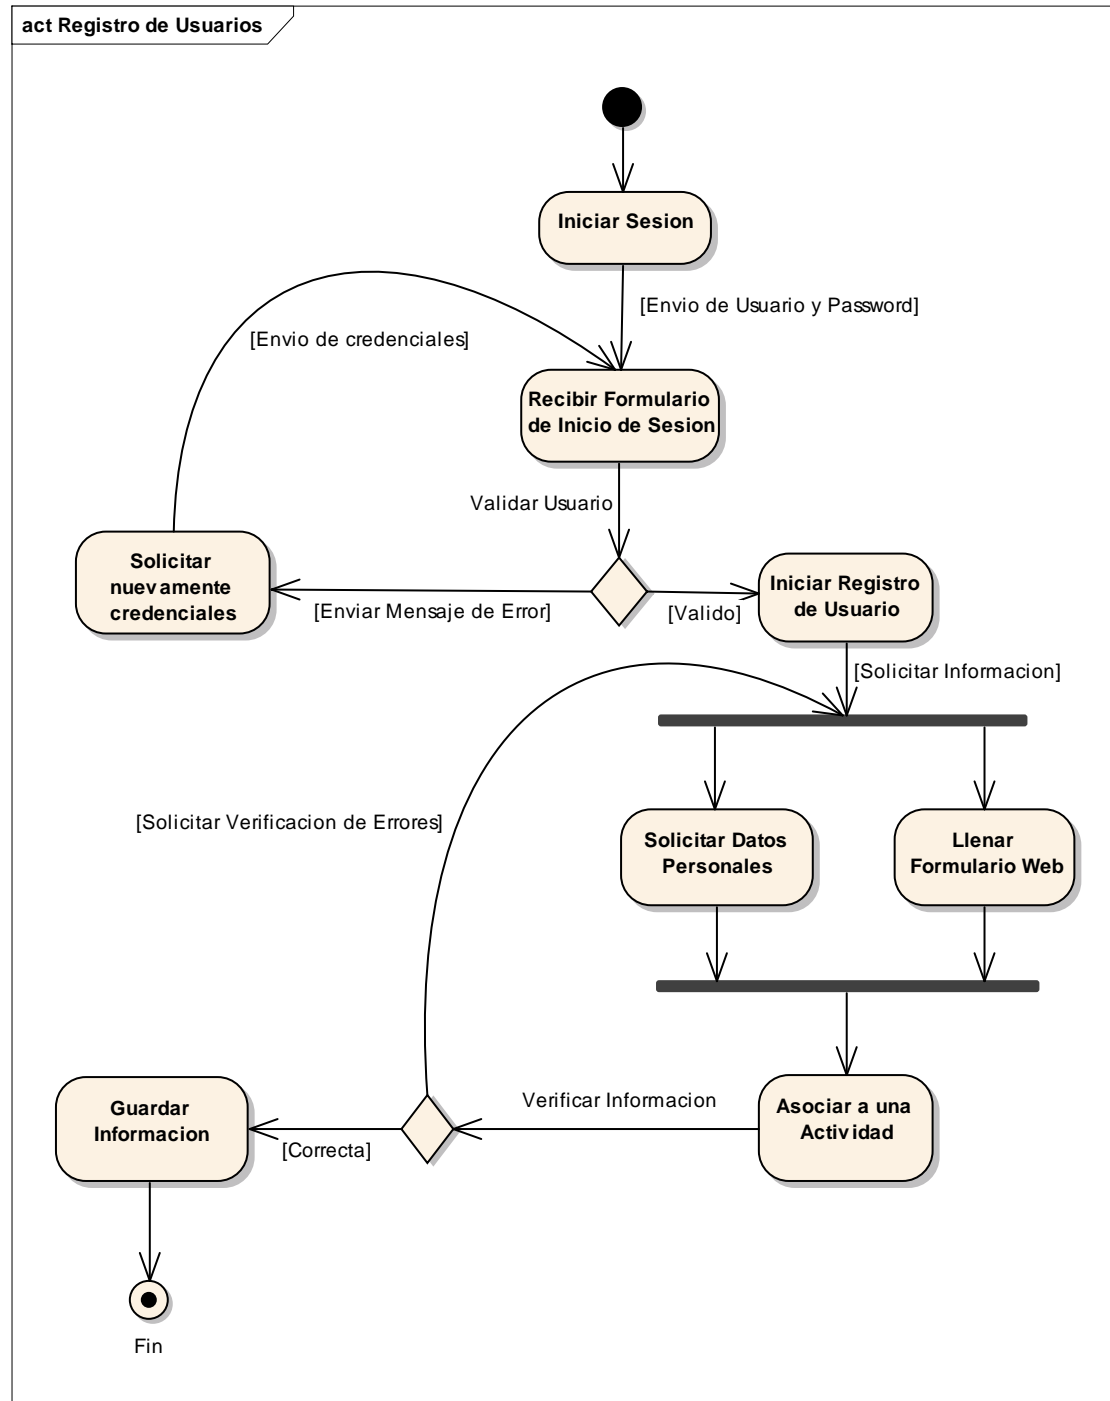 act Registro de Usuarios
Iniciar Sesion
[Envio de Usuario y Password]
[Envio de credenciales]
Recibir Formulario
de Inicio de Sesion
Validar Usuario
Solicitar
nuevamente
credenciales
[Enviar Mensaje de Error]
[Valido]
Iniciar Registro
de Usuario
[Solicitar Informacion]
[Solicitar Verificacion de Errores]
Solicitar Datos
Personales
Llenar
Formulario Web
Asociar a una
Actividad
Verificar Informacion
[Correcta]
Guardar
Informacion
Fin